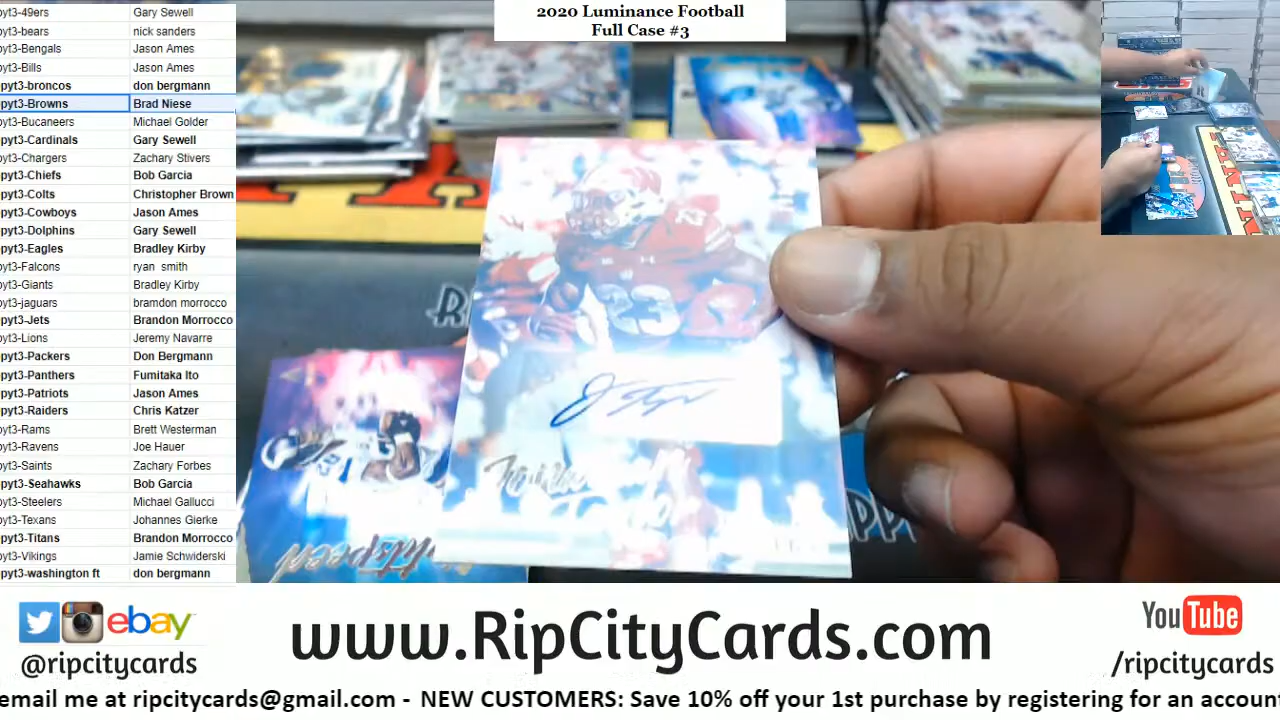 2020 Luminance Football
Full Case #3
pyt3-49ers Gary Sewell
pyt3-bears nick sanders
pyt3-Bengals Jason Ames
pyt3-Bills Jason Ames
pyt3-broncos don bergmann
pyt3-Browns Brad Niese
pyt3-Bucaneers Michael Golder
pyt3-Cardinals Gary Sewell
pyt3-Chargers Zachary Stivers
pyt3-Chiefs Bob Garcia
pyt3-Colts Christopher Brown
pyt3-Cowboys Jason Ames
pyt3-Dolphins Gary Sewell
pyt3-Eagles Bradley Kirby
pyt3-Falcons ryan smith
pyt3-Giants Bradley Kirby
pyt3-jaguars bramdon morrocco
pyt3-Jets Brandon Morrocco
pyt3-Lions Jeremy Navarre
pyt3-Packers Don Bergmann
pyt3-Panthers Fumitaka Ito
pyt3-Patriots Jason Ames
pyt3-Raiders Chris Katzer
pyt3-Rams Brett Westerman
pyt3-Ravens Joe Hauer
pyt3-Saints Zachary Forbes
pyt3-Seahawks Bob Garcia
pyt3-Steelers Michael Gallucci
pyt3-Texans Johannes Gierke
pyt3-Titans Brandon Morrocco
pyt3-Vikings Jamie Schwiderski
pyt3-washington ft don bergmann
23
ebay
@ripcitycards
www.RipCityCards.com
YouTube
/ripcitycards
email me at ripcitycards@gmail.com - NEW CUSTOMERS: Save 10% off your 1st purchase by registering for an account